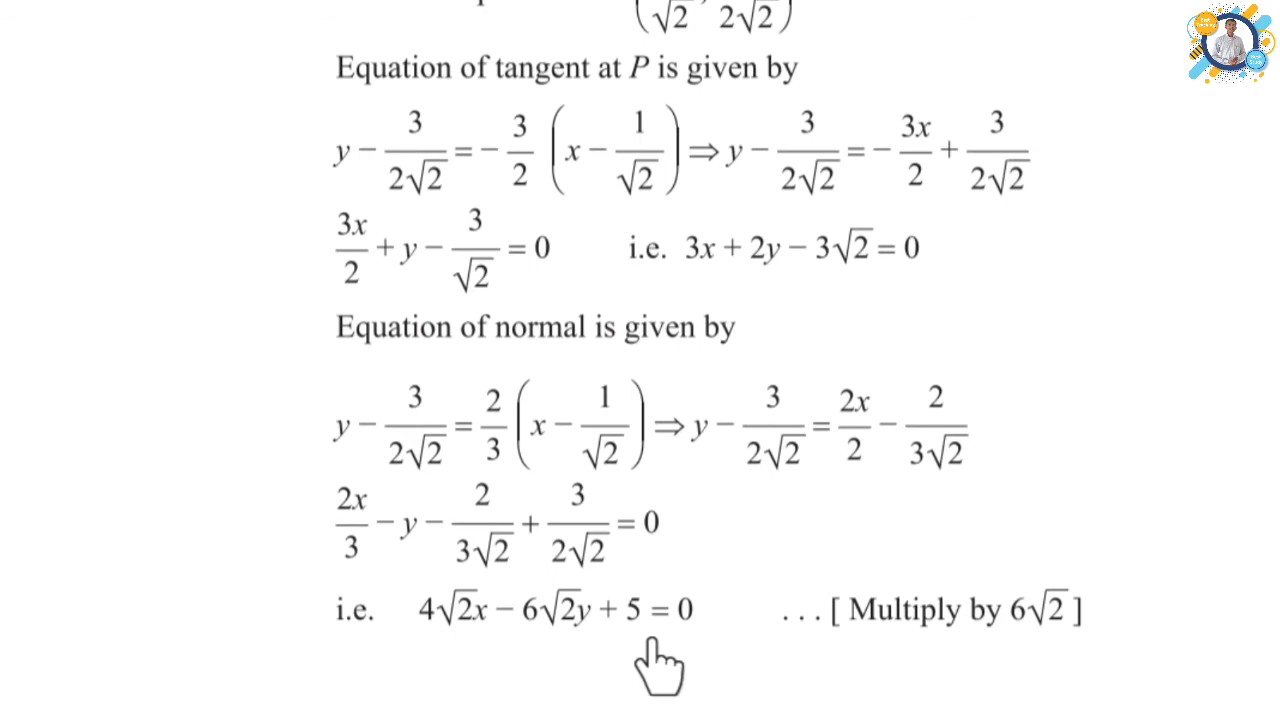 (√2 , 2√2)
Equation of tangent at P is given by
y − 3/2√2 = − 3/2 (x − 1/√2) ⇒ y − 3/2√2 = − 3x/2 + 3/2√2
3x/2 + y − 3/√2 = 0 i.e. 3x + 2y − 3√2 = 0
Equation of normal is given by
y − 3/2√2 = 2/3 (x − 1/√2) ⇒ y − 3/2√2 = 2x/2 − 2/3√2
2x/3 − y − 2/3√2 + 3/2√2 = 0
i.e. 4√2x − 6√2y + 5 = 0 . . . [ Multiply by 6√2 ]